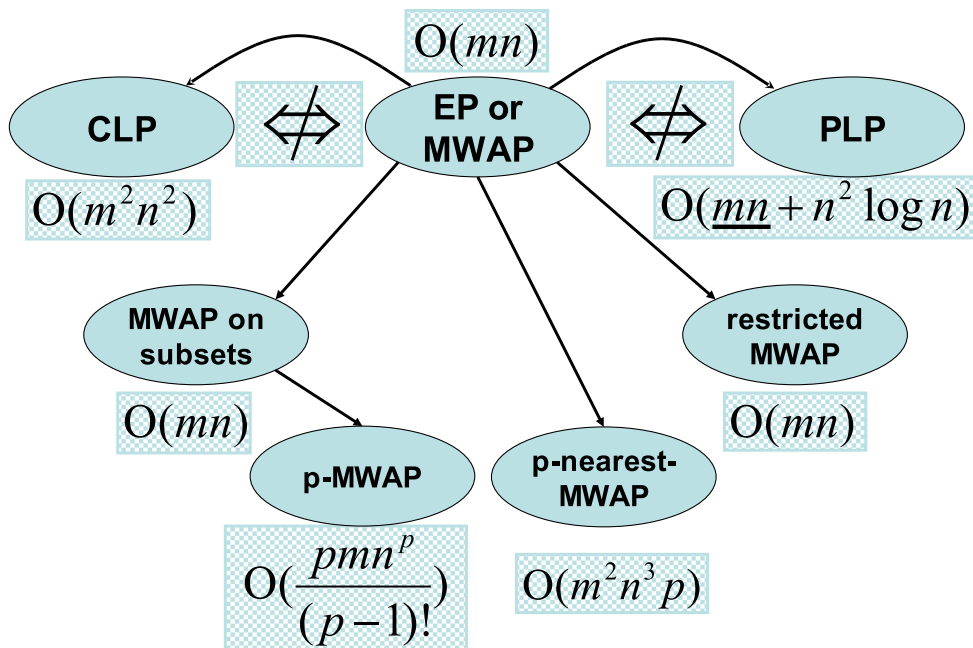 O(mn)
CLP
EP or
MWAP
PLP
O(m²n²)
O(mn + n² log n)
MWAP on
subsets
restricted
MWAP
O(mn)
O(mn)
p-MWAP
p-nearest-
MWAP
O(pmnᵖ/(p − 1)!)
O(m²n³p)